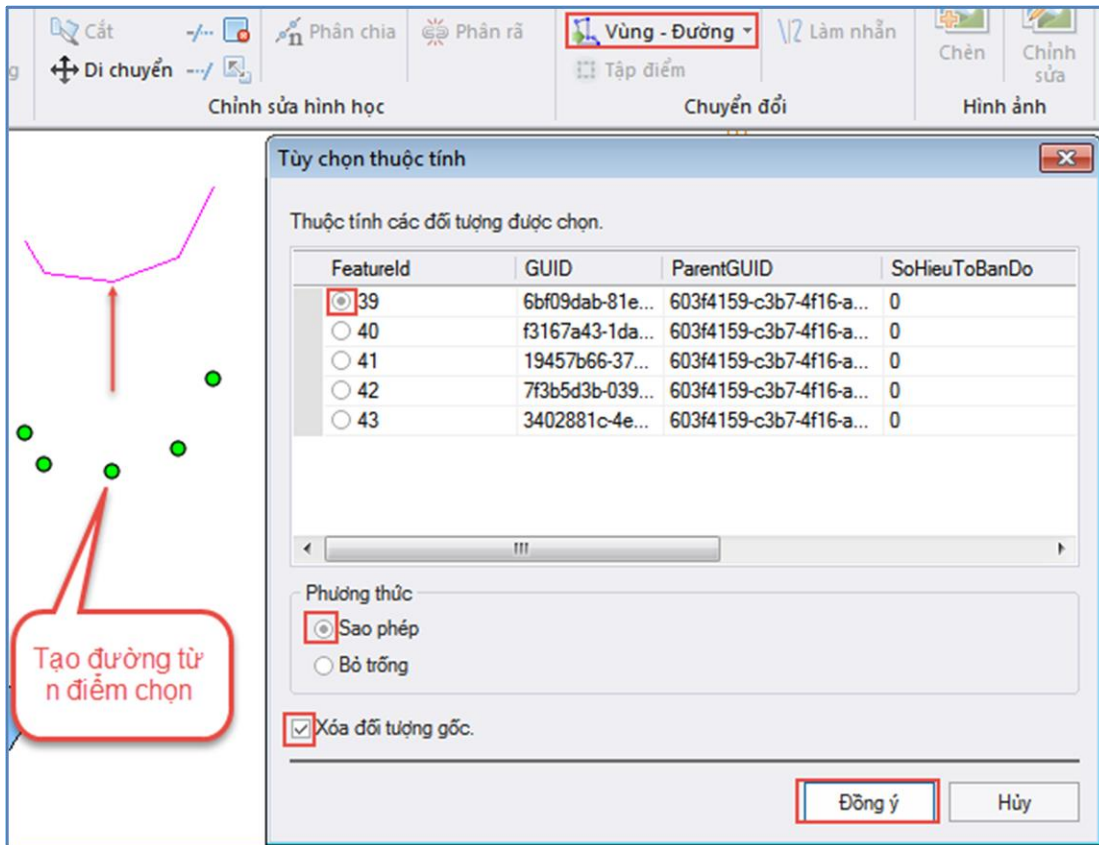 Cắt
Phân chia
Phân rã
Vùng - Đường
Làm nhẵn
g
Di chuyển
Tập điểm
Chèn
Chỉnh sửa
Chỉnh sửa hình học
Chuyển đổi
Hình ảnh
Tùy chọn thuộc tính
Thuộc tính các đối tượng được chọn.
FeatureId GUID ParentGUID SoHieuToBanDo
39 6bf09dab-81e... 603f4159-c3b7-4f16-a... 0
40 f3167a43-1da... 603f4159-c3b7-4f16-a... 0
41 19457b66-37... 603f4159-c3b7-4f16-a... 0
42 7f3b5d3b-039... 603f4159-c3b7-4f16-a... 0
43 3402881c-4e... 603f4159-c3b7-4f16-a... 0
Phương thức
Sao phép
Bỏ trống
Xóa đối tượng gốc.
Đồng ý
Hủy
Tạo đường từ
n điểm chọn